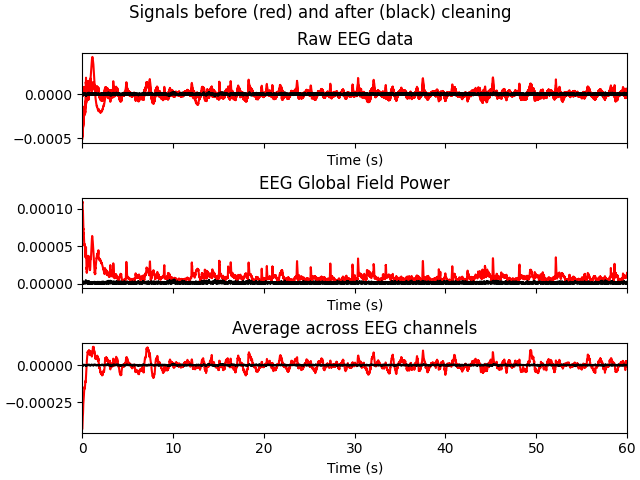 Signals before (red) and after (black) cleaning
Raw EEG data
0.0000
−0.0005
Time (s)
EEG Global Field Power
0.00010
0.00005
0.00000
Time (s)
Average across EEG channels
0.00000
−0.00025
0 10 20 30 40 50 60
Time (s)